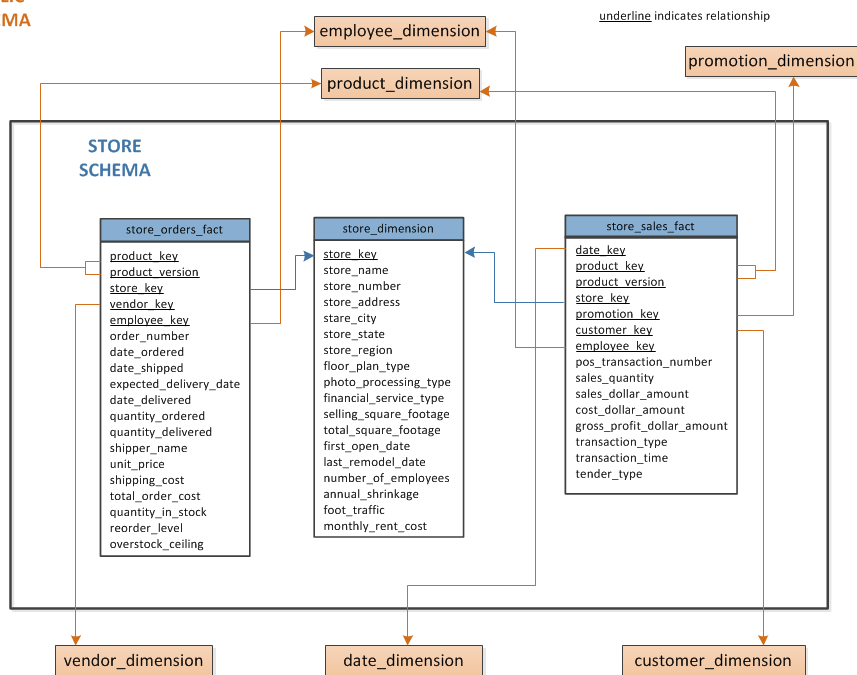 MA
underline indicates relationship
employee_dimension
promotion_dimension
product_dimension
STORE
SCHEMA
store_orders_fact
product_key
product_version
store_key
vendor_key
employee_key
order_number
date_ordered
date_shipped
expected_delivery_date
date_delivered
quantity_ordered
quantity_delivered
shipper_name
unit_price
shipping_cost
total_order_cost
quantity_in_stock
reorder_level
overstock_ceiling
store_dimension
store_key
store_name
store_number
store_address
stare_city
store_state
store_region
floor_plan_type
photo_processing_type
financial_service_type
selling_square_footage
total_square_footage
first_open_date
last_remodel_date
number_of_employees
annual_shrinkage
foot_traffic
monthly_rent_cost
store_sales_fact
date_key
product_key
product_version
store_key
promotion_key
customer_key
employee_key
pos_transaction_number
sales_quantity
sales_dollar_amount
cost_dollar_amount
gross_profit_dollar_amount
transaction_type
transaction_time
tender_type
vendor_dimension
date_dimension
customer_dimension